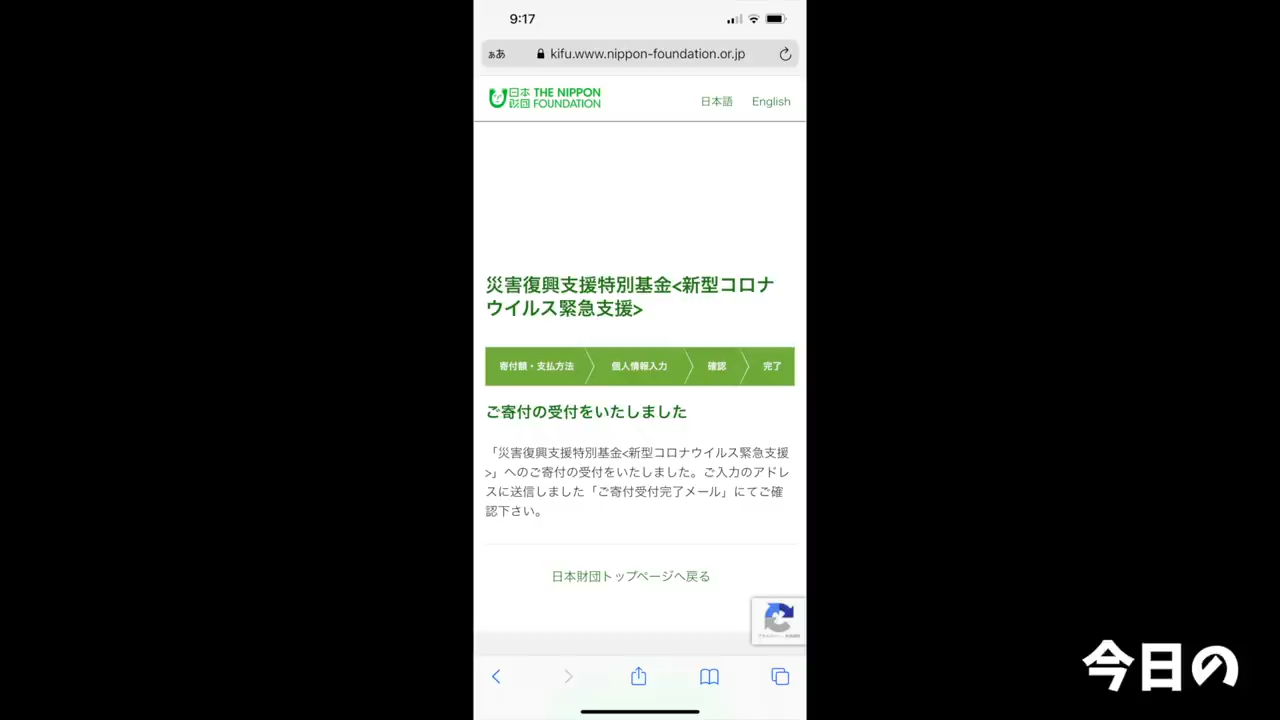 9:17
ぁあ kifu.www.nippon-foundation.or.jp
日本 THE NIPPON
財団 FOUNDATION
日本語 English
災害復興支援特別基金<新型コロナ
ウイルス緊急支援>
寄付額・支払方法 個人情報入力 確認 完了
ご寄付の受付をいたしました
「災害復興支援特別基金<新型コロナウイルス緊急支援
>」へのご寄付の受付をいたしました。ご入力のアドレ
スに送信しました「ご寄付受付完了メール」にてご確
認下さい。
日本財団トップページへ戻る
今日の